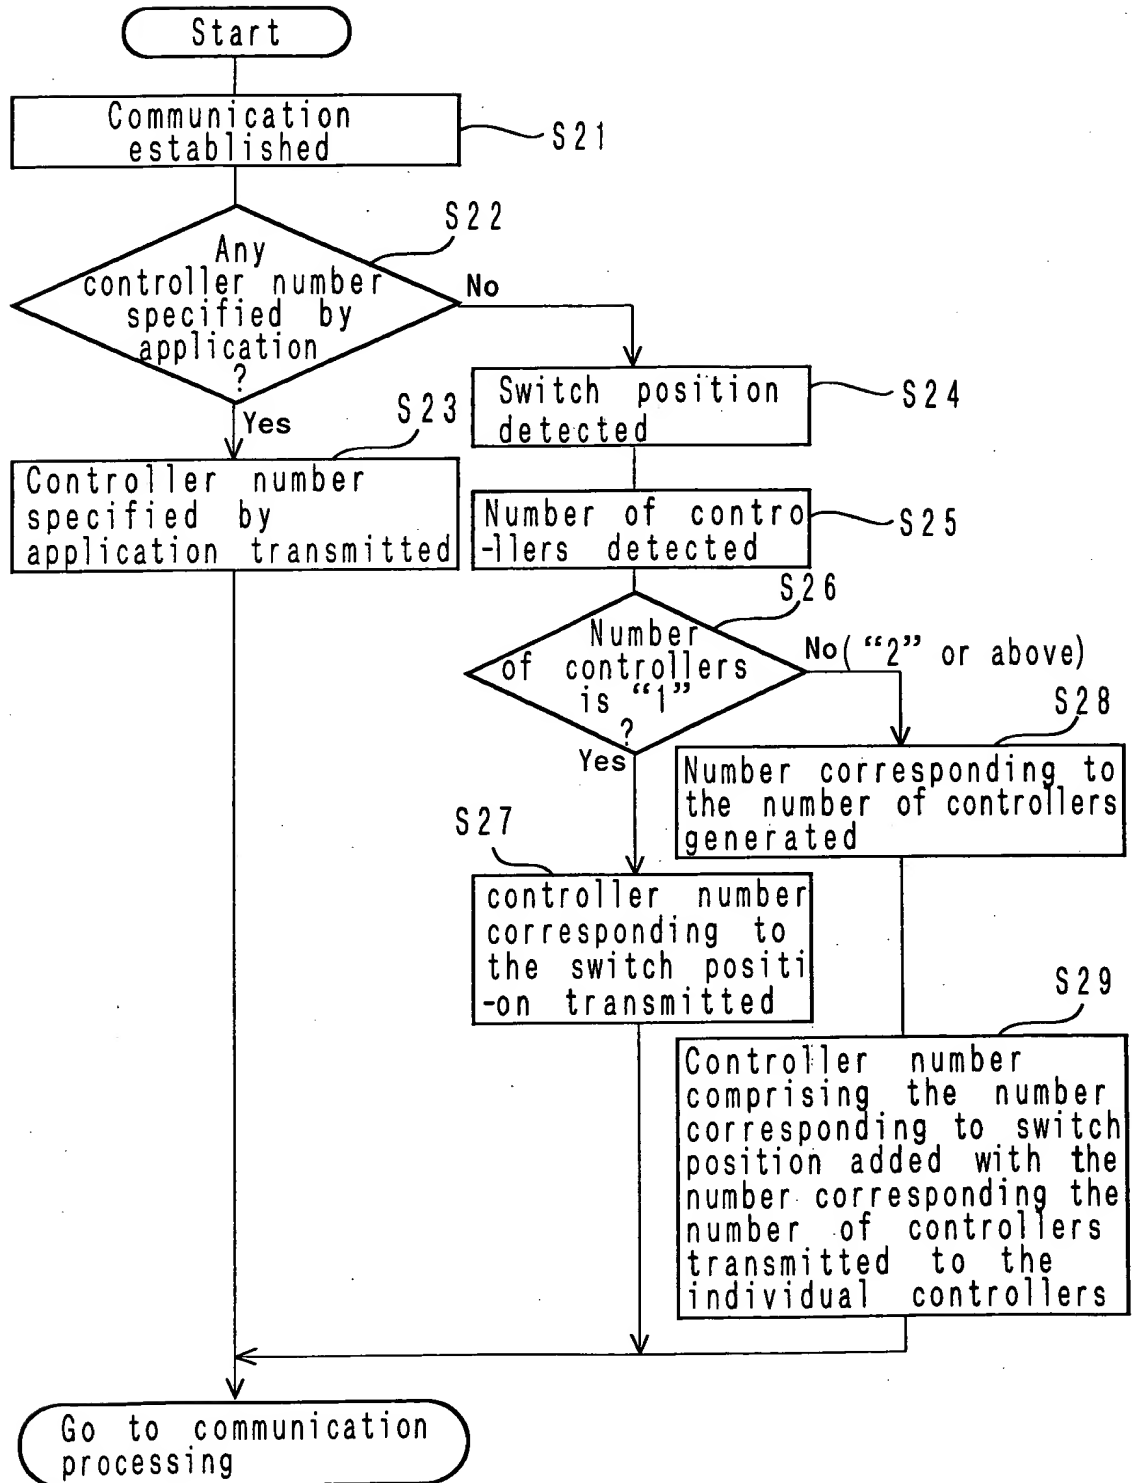 Start
Communication
established
S21
S22
Any
controller number
specified by
application
?
No
Yes
S23
Controller number
specified by
application transmitted
Switch position
detected
S24
Number of contro
-llers detected
S25
S26
Number
of controllers
is “1”
?
No(“2” or above)
Yes
S27
controller number
corresponding to
the switch positi
-on transmitted
S28
Number corresponding to
the number of controllers
generated
S29
Controller number
comprising the number
corresponding to switch
position added with the
number corresponding the
number of controllers
transmitted to the
individual controllers
Go to communication
processing